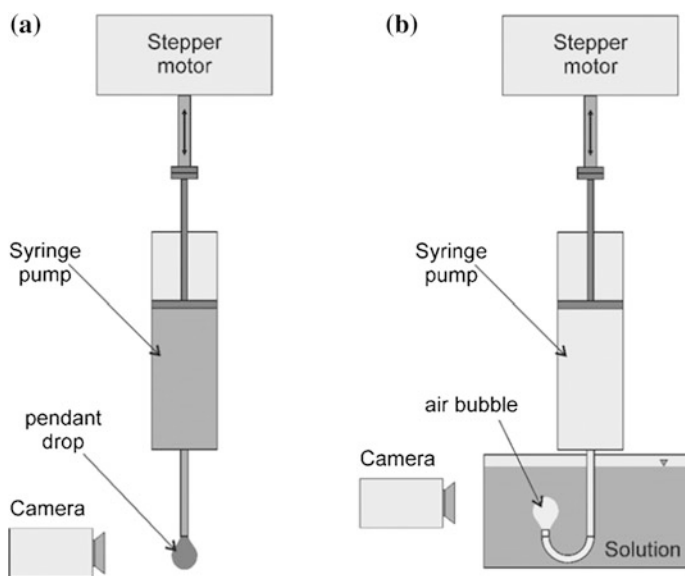 (a)
Stepper
motor
Syringe
pump
pendant
drop
Camera
(b)
Stepper
motor
Syringe
pump
air bubble
Camera
Solution